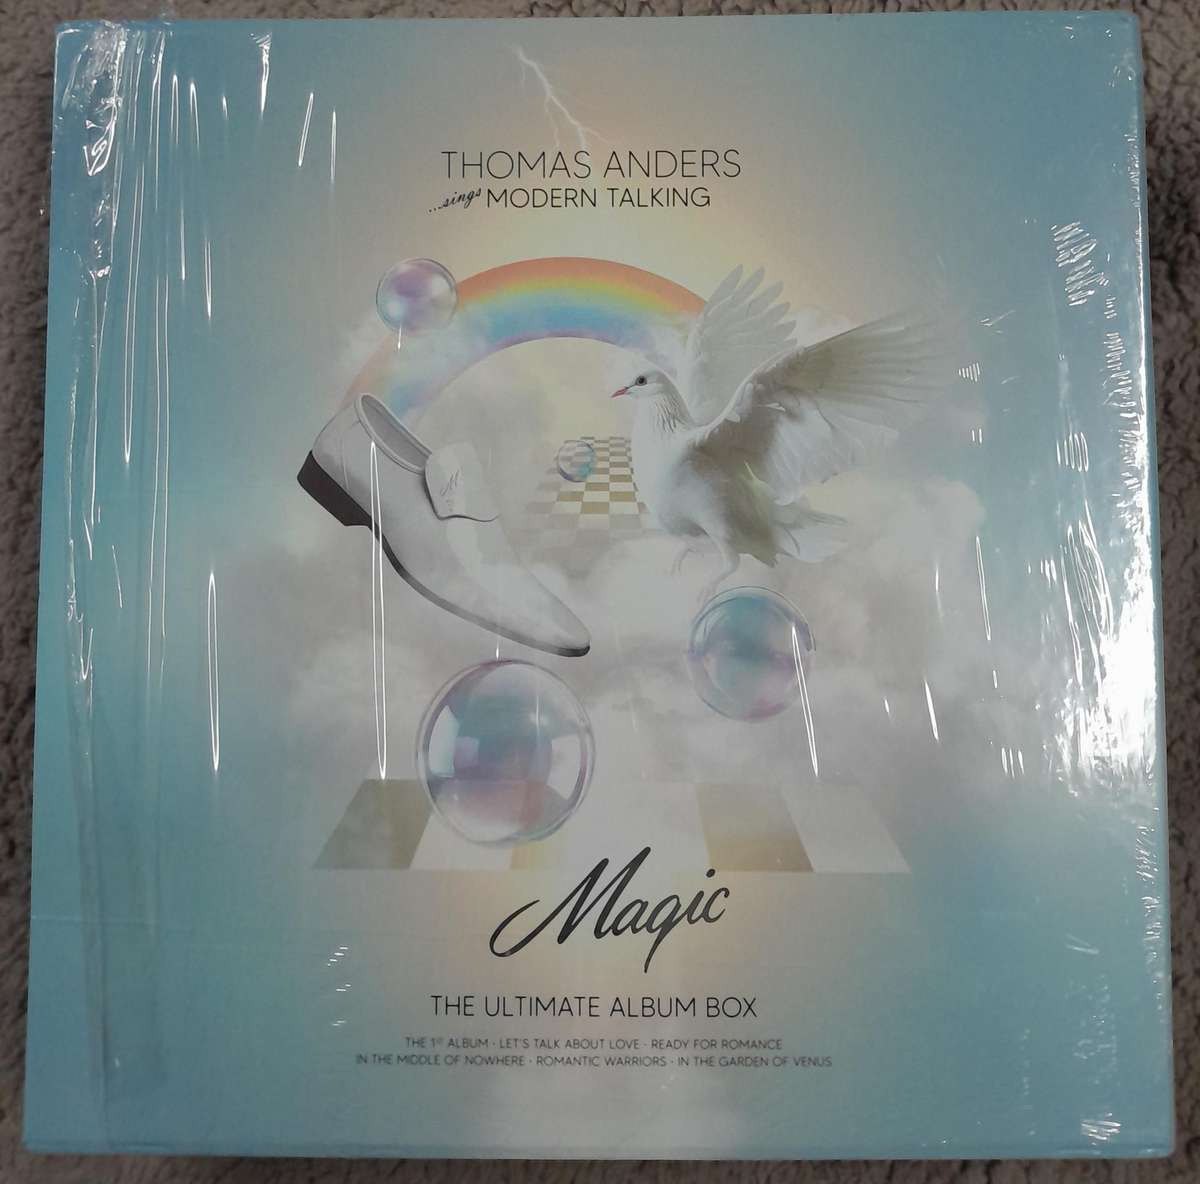 THOMAS ANDERS
...sings MODERN TALKING
M
Magic
THE ULTIMATE ALBUM BOX
THE 1ST ALBUM · LET'S TALK ABOUT LOVE · READY FOR ROMANCE
IN THE MIDDLE OF NOWHERE · ROMANTIC WARRIORS · IN THE GARDEN OF VENUS